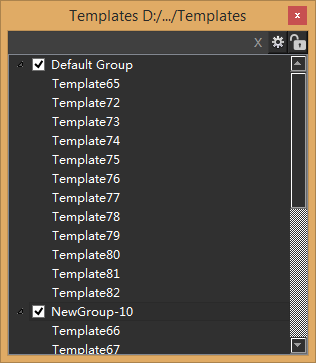 Templates D:/.../Templates
x
X
Default Group
Template65
Template72
Template73
Template74
Template75
Template76
Template77
Template78
Template79
Template80
Template81
Template82
NewGroup-10
Template66
Template67